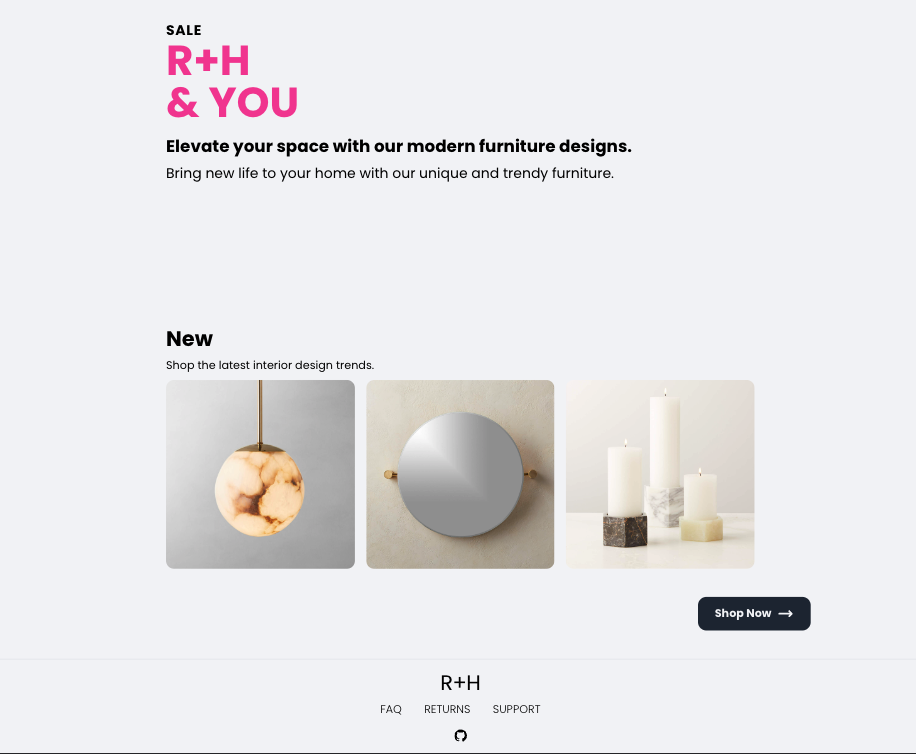 SALE
R+H
& YOU
Elevate your space with our modern furniture designs.
Bring new life to your home with our unique and trendy furniture.
New
Shop the latest interior design trends.
Shop Now →
R+H
FAQ RETURNS SUPPORT